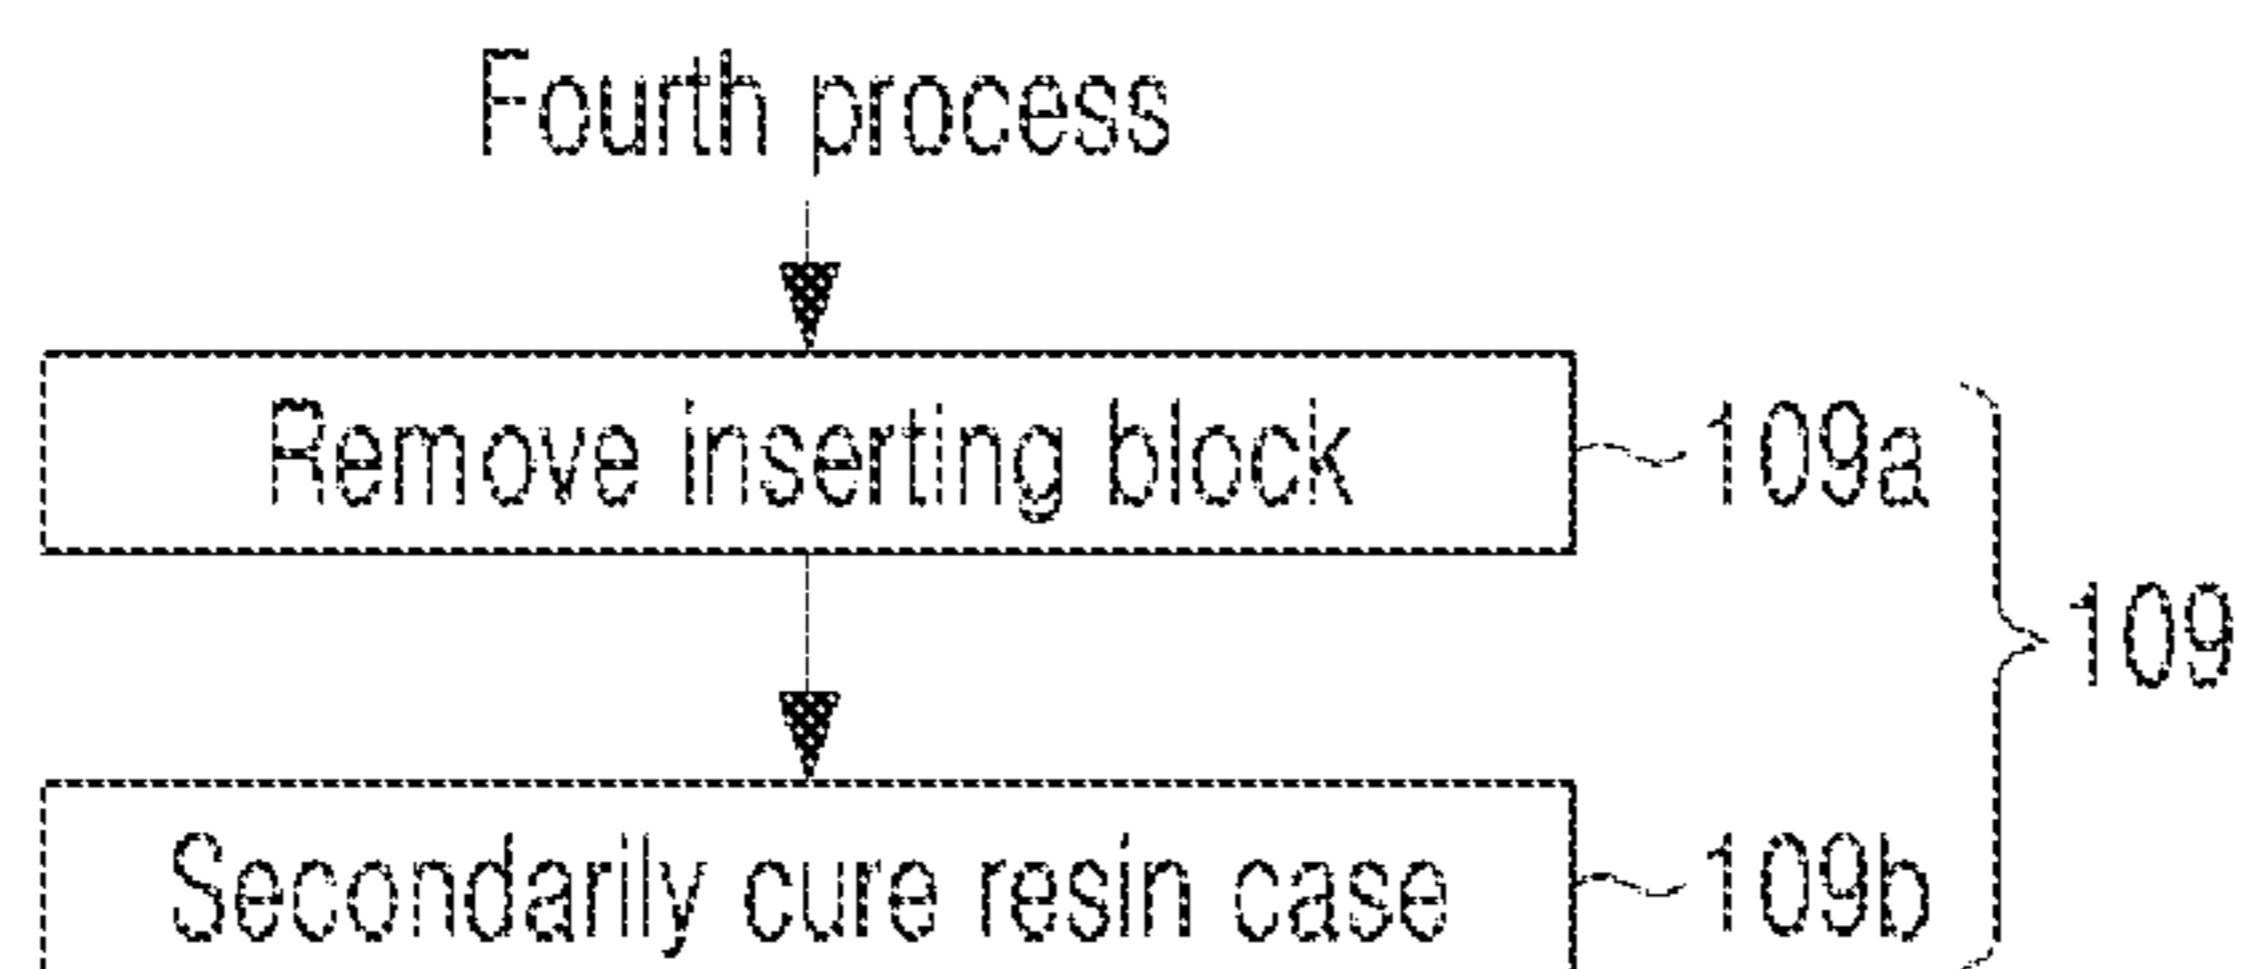 Fourth process
Remove inserting block
109a
109
Secondarily cure resin case
109b